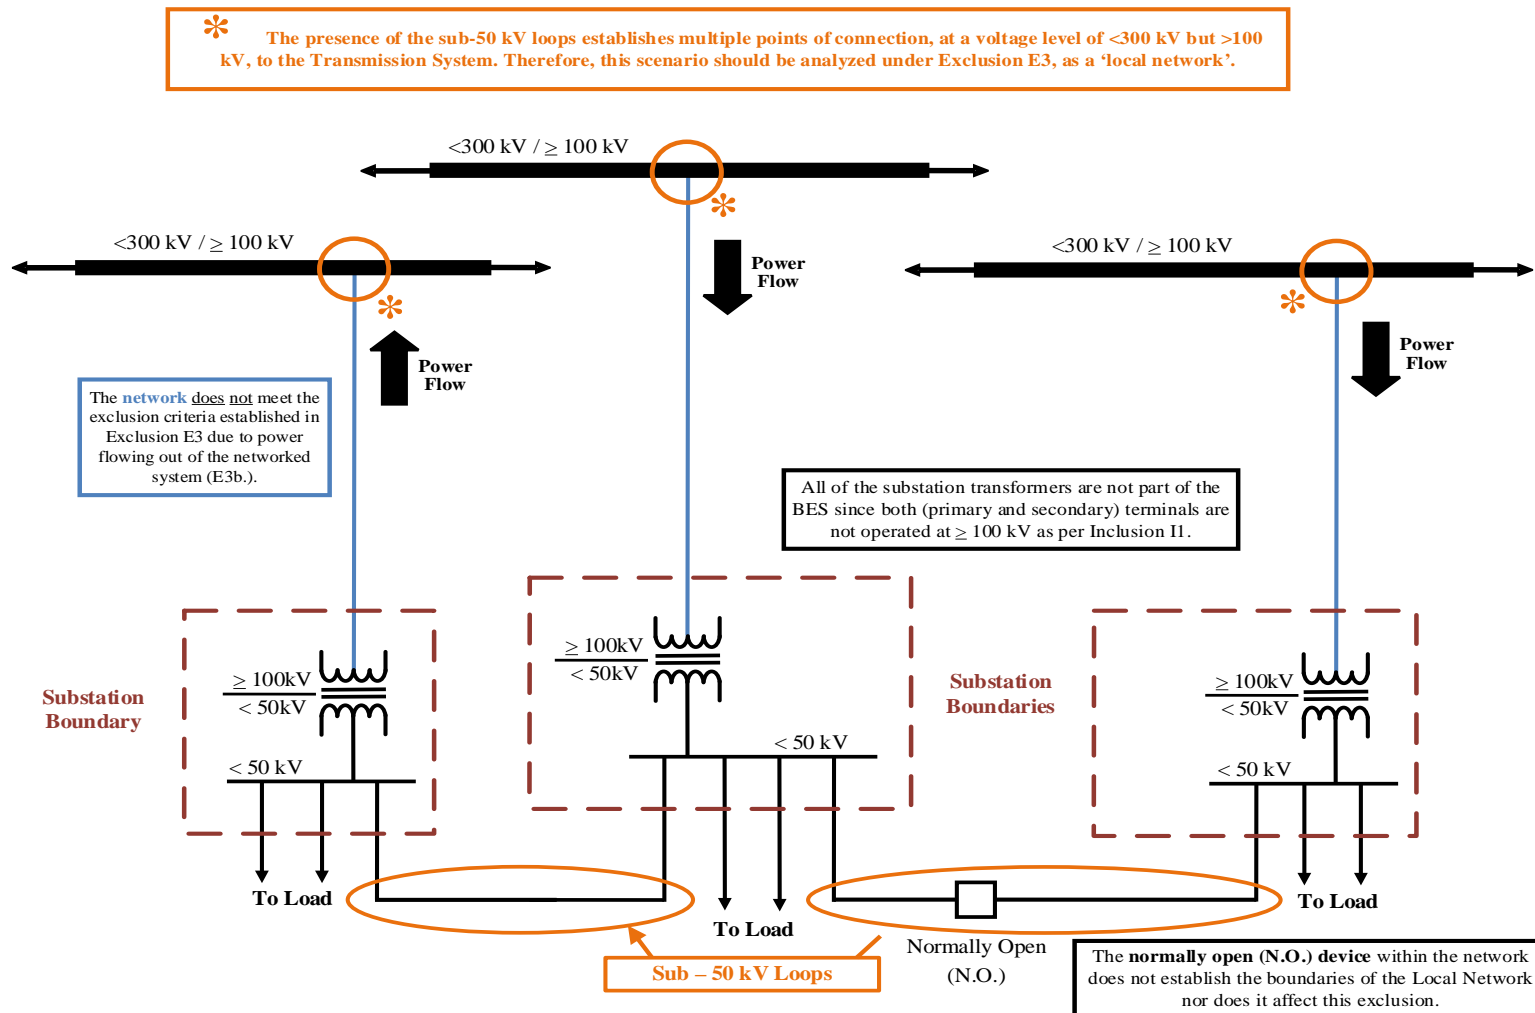 * The presence of the sub-50 kV loops establishes multiple points of connection, at a voltage level of <300 kV but >100
kV, to the Transmission System. Therefore, this scenario should be analyzed under Exclusion E3, as a ‘local network’.
<300 kV / ≥ 100 kV
*
<300 kV / ≥ 100 kV
<300 kV / ≥ 100 kV
Power
Flow
*
*
Power
Flow
Power
Flow
The network does not meet the
exclusion criteria established in
Exclusion E3 due to power
flowing out of the networked
system (E3b.).
All of the substation transformers are not part of the
BES since both (primary and secondary) terminals are
not operated at ≥ 100 kV as per Inclusion I1.
≥ 100kV
< 50kV
≥ 100kV
< 50kV
≥ 100kV
< 50kV
Substation
Boundary
Substation
Boundaries
< 50 kV
< 50 kV
< 50 kV
To Load
To Load
To Load
Sub – 50 kV Loops
Normally Open
(N.O.)
The normally open (N.O.) device within the network
does not establish the boundaries of the Local Network
nor does it affect this exclusion.